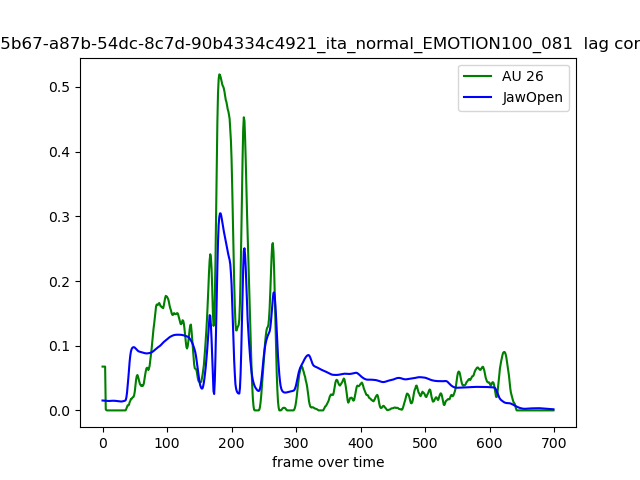 5b67-a87b-54dc-8c7d-90b4334c4921_ita_normal_EMOTION100_081 lag cor
AU 26
JawOpen
0.5
0.4
0.3
0.2
0.1
0.0
0 100 200 300 400 500 600 700
frame over time